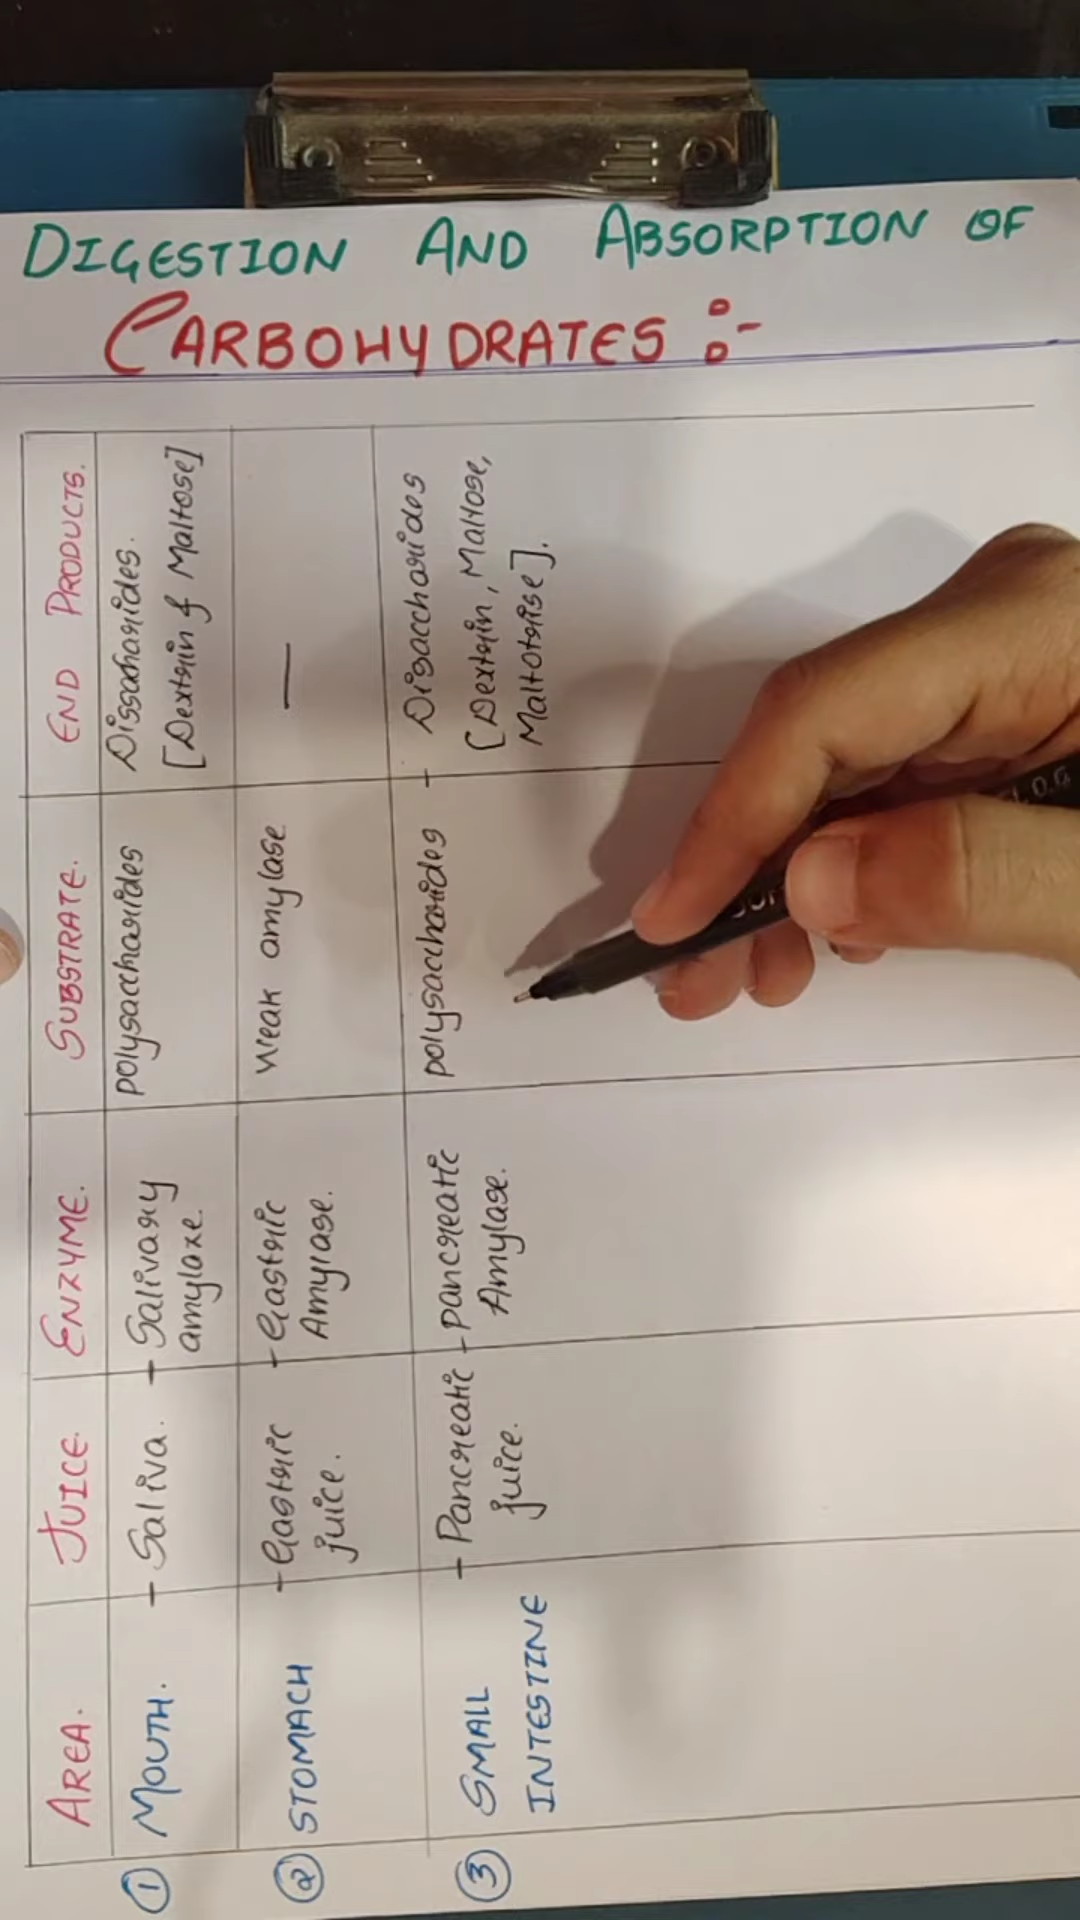 DIGESTION AND ABSORPTION OF
CARBOHYDRATES :-
AREA. JUICE. ENZYME. SUBSTRATE. END PRODUCTS.
① MOUTH. - Saliva. - Salivary polysaccharides Dissacharides.
amylaxe. [Dextrin & Maltose]
② STOMACH - Gastric - Gastric weak amylase —
juice. Amylase.
③ SMALL - Pancreatic - Pancreatic polysaccharides - Disaccharides
INTESTINE juice. Amylase. [Dextrin, Maltose,
Maltotrise].